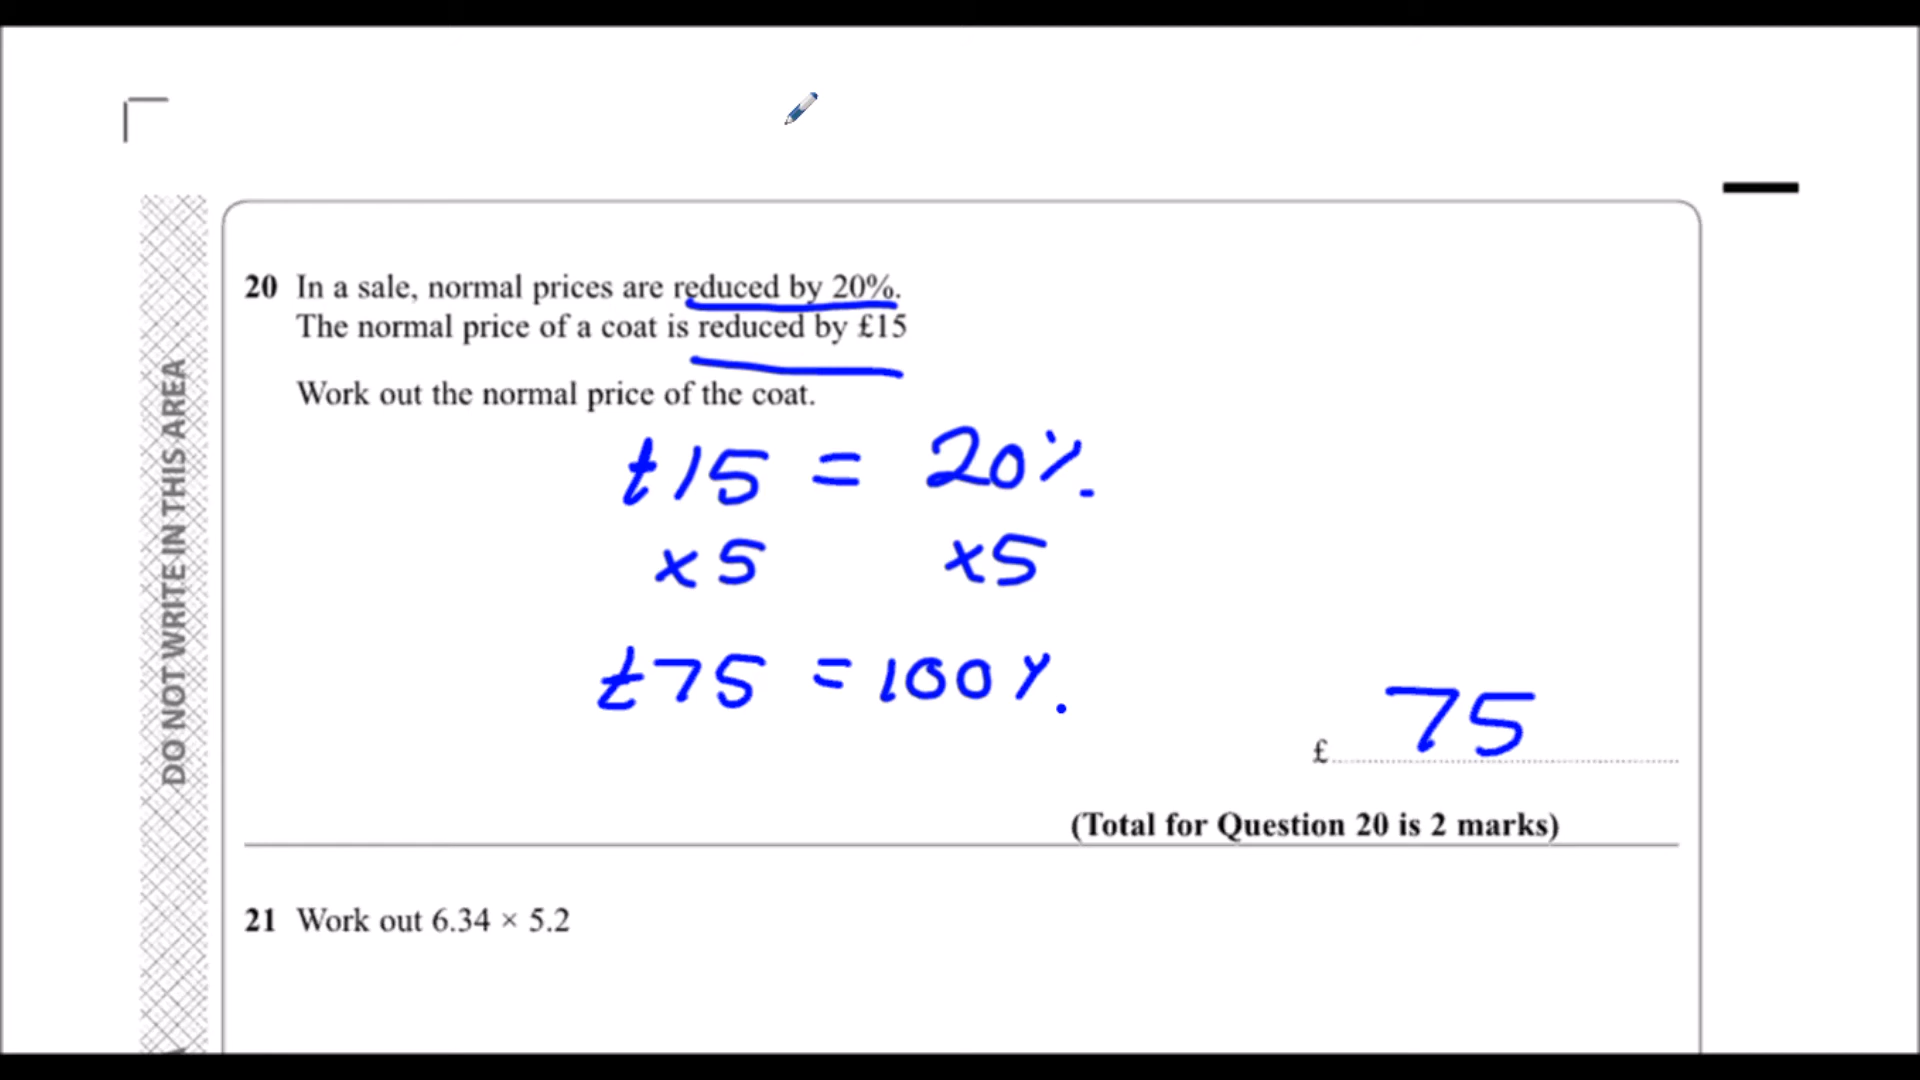 DO NOT WRITE IN THIS AREA
20 In a sale, normal prices are reduced by 20%.
The normal price of a coat is reduced by £15
Work out the normal price of the coat.
£15 = 20%
×5 ×5
£75 = 100%
£ 75
(Total for Question 20 is 2 marks)
21 Work out 6.34 × 5.2